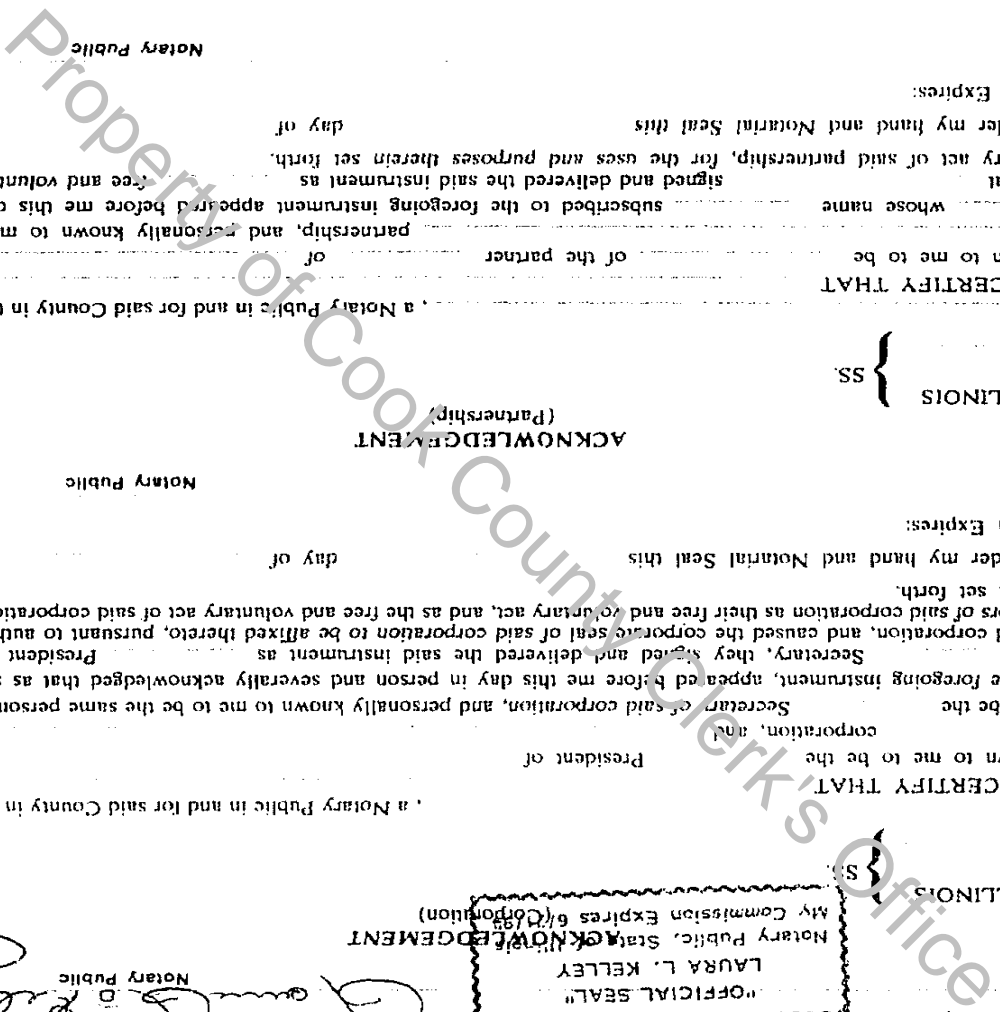 "OFFICIAL SEAL"
LAURA L. KELLEY
Notary Public, State of Illinois
My Commission Expires 6/
Notary Public
ACKNOWLEDGEMENT
(Corporation)
LLINOIS
SS.
, a Notary Public in and for said County in
CERTIFY THAT
n to me to be the President of
corporation, and
be the Secretary of said corporation, and personally known to me to be the same person
e foregoing instrument, appeared before me this day in person and severally acknowledged that as
Secretary, they signed and delivered the said instrument as President
d corporation, and caused the corporate seal of said corporation to be affixed thereto, pursuant to auth
rs of said corporation as their free and voluntary act, and as the free and voluntary act of said corporatio
set forth.
der my hand and Notarial Seal this day of
Expires:
Notary Public
ACKNOWLEDGEMENT
(Partnership)
LLINOIS
SS.
, a Notary Public in and for said County in
CERTIFY THAT
n to me to be of the partner of
partnership, and personally known to m
whose name subscribed to the foregoing instrument appeared before me this
signed and delivered the said instrument as free and volunt
ry act of said partnership, for the uses and purposes therein set forth.
der my hand and Notarial Seal this day of
Expires:
Notary Public
Property of Cook County Clerk's Office